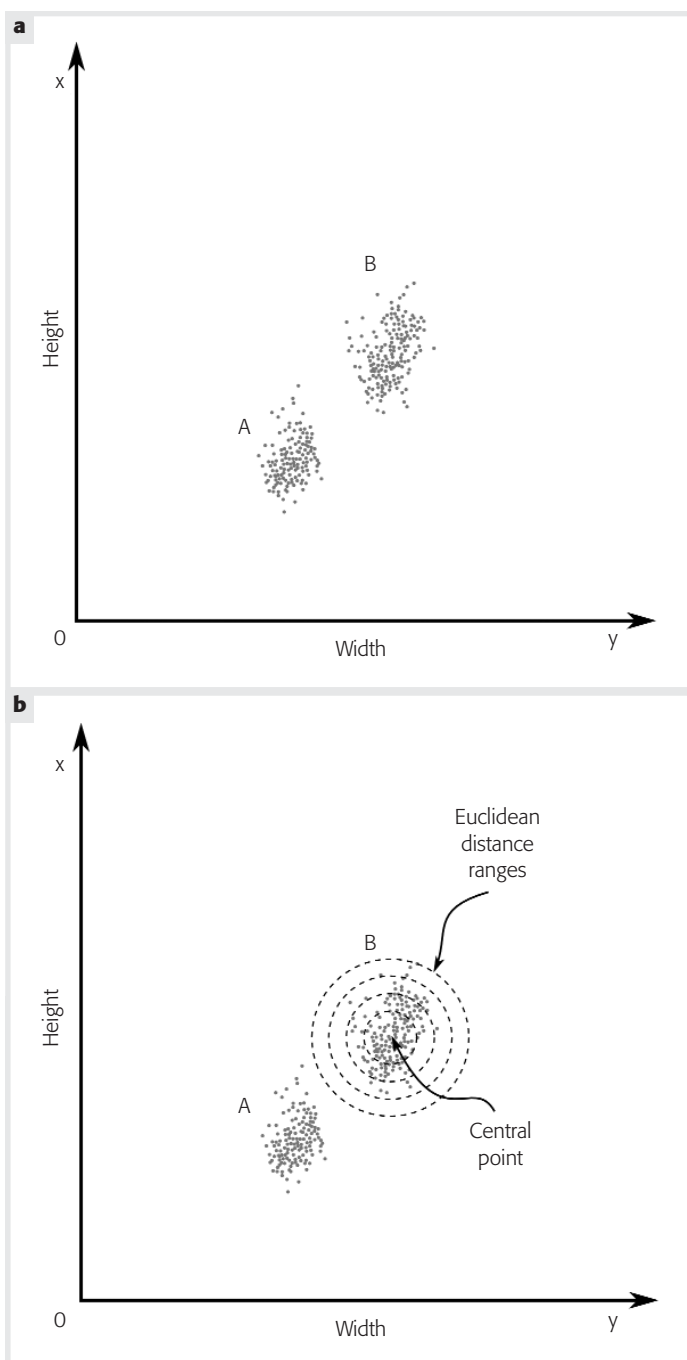 a
x
B
Height
A
0
Width
y
b
x
Euclidean
distance
ranges
B
Height
A
Central
point
0
Width
y